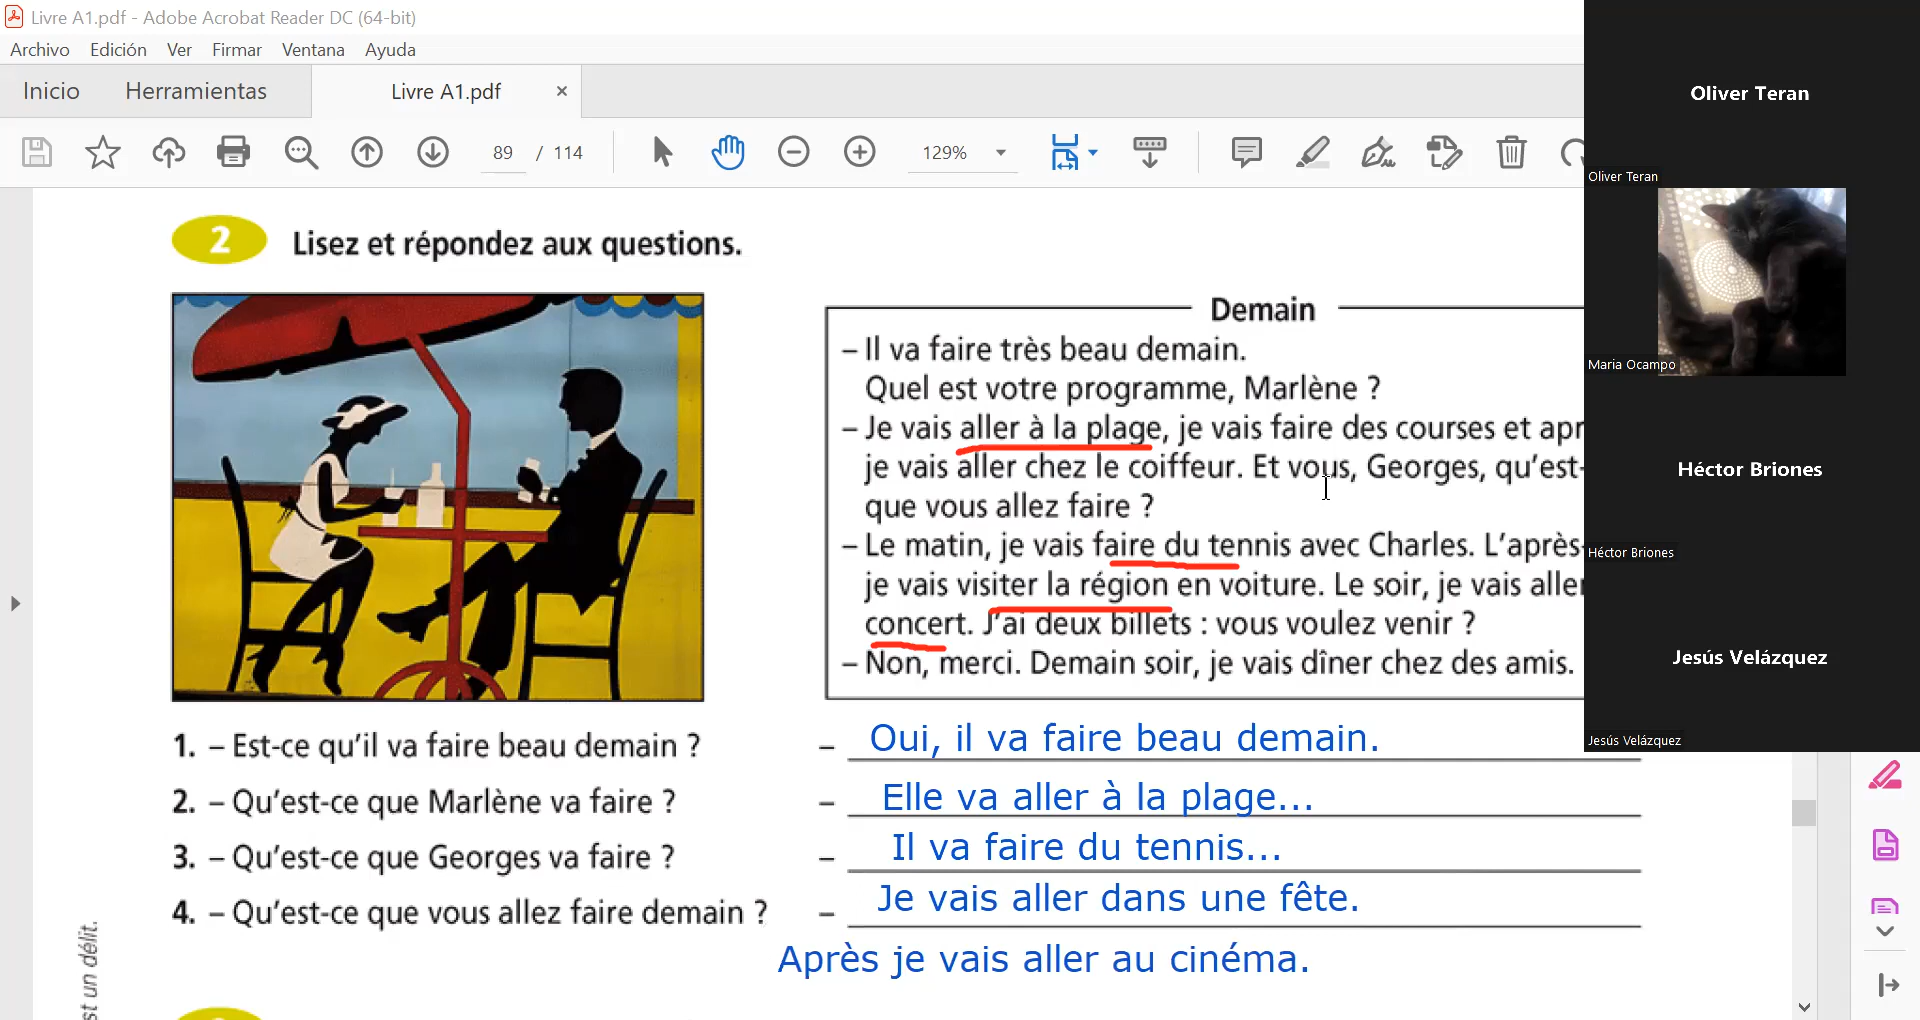 Livre A1.pdf - Adobe Acrobat Reader DC (64-bit)
Archivo Edición Ver Firmar Ventana Ayuda
Inicio Herramientas Livre A1.pdf ×
89 / 114 129%
2 Lisez et répondez aux questions.
Demain
– Il va faire très beau demain.
Quel est votre programme, Marlène ?
– Je vais aller à la plage, je vais faire des courses et apr
je vais aller chez le coiffeur. Et vous, Georges, qu'est-
que vous allez faire ?
– Le matin, je vais faire du tennis avec Charles. L'après-
je vais visiter la région en voiture. Le soir, je vais aller
concert. J'ai deux billets : vous voulez venir ?
– Non, merci. Demain soir, je vais dîner chez des amis.
1. – Est-ce qu'il va faire beau demain ? – Oui, il va faire beau demain.
2. – Qu'est-ce que Marlène va faire ? – Elle va aller à la plage...
3. – Qu'est-ce que Georges va faire ? – Il va faire du tennis...
4. – Qu'est-ce que vous allez faire demain ? – Je vais aller dans une fête.
Après je vais aller au cinéma.
st un délit.
Oliver Teran
Oliver Teran
Maria Ocampo
Héctor Briones
Héctor Briones
Jesús Velázquez
Jesús Velázquez